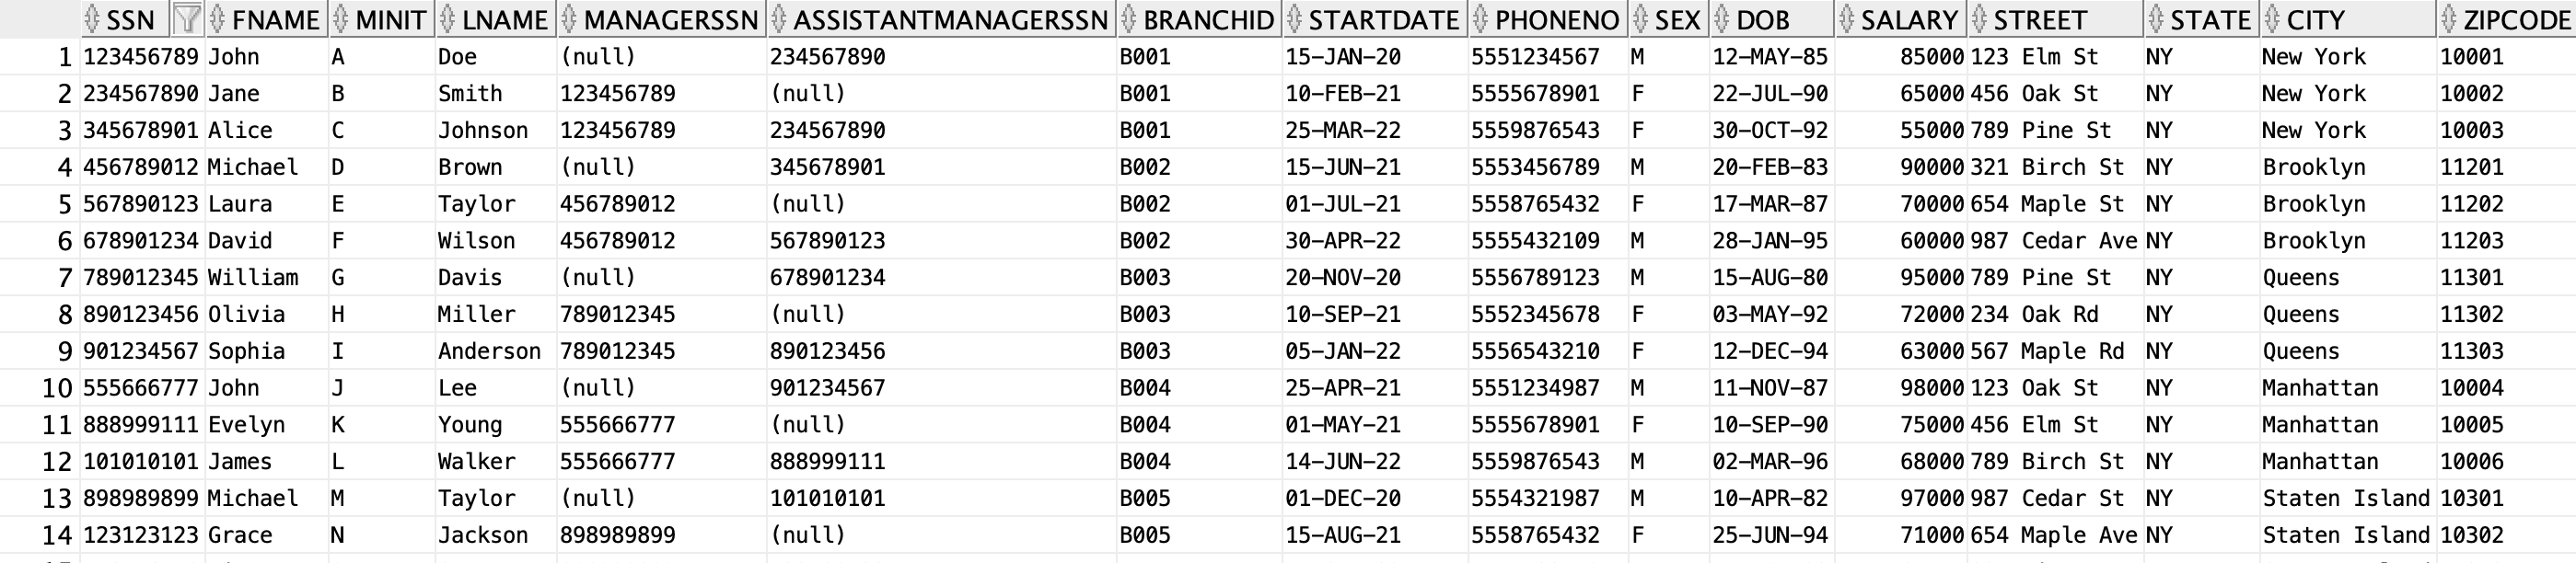 SSN FNAME MINIT LNAME MANAGERSSN ASSISTANTMANAGERSSN BRANCHID STARTDATE PHONENO SEX DOB SALARY STREET STATE CITY ZIPCODE
1 123456789 John A Doe (null) 234567890 B001 15-JAN-20 5551234567 M 12-MAY-85 85000 123 Elm St NY New York 10001
2 234567890 Jane B Smith 123456789 (null) B001 10-FEB-21 5555678901 F 22-JUL-90 65000 456 Oak St NY New York 10002
3 345678901 Alice C Johnson 123456789 234567890 B001 25-MAR-22 5559876543 F 30-OCT-92 55000 789 Pine St NY New York 10003
4 456789012 Michael D Brown (null) 345678901 B002 15-JUN-21 5553456789 M 20-FEB-83 90000 321 Birch St NY Brooklyn 11201
5 567890123 Laura E Taylor 456789012 (null) B002 01-JUL-21 5558765432 F 17-MAR-87 70000 654 Maple St NY Brooklyn 11202
6 678901234 David F Wilson 456789012 567890123 B002 30-APR-22 5555432109 M 28-JAN-95 60000 987 Cedar Ave NY Brooklyn 11203
7 789012345 William G Davis (null) 678901234 B003 20-NOV-20 5556789123 M 15-AUG-80 95000 789 Pine St NY Queens 11301
8 890123456 Olivia H Miller 789012345 (null) B003 10-SEP-21 5552345678 F 03-MAY-92 72000 234 Oak Rd NY Queens 11302
9 901234567 Sophia I Anderson 789012345 890123456 B003 05-JAN-22 5556543210 F 12-DEC-94 63000 567 Maple Rd NY Queens 11303
10 555666777 John J Lee (null) 901234567 B004 25-APR-21 5551234987 M 11-NOV-87 98000 123 Oak St NY Manhattan 10004
11 888999111 Evelyn K Young 555666777 (null) B004 01-MAY-21 5555678901 F 10-SEP-90 75000 456 Elm St NY Manhattan 10005
12 101010101 James L Walker 555666777 888999111 B004 14-JUN-22 5559876543 M 02-MAR-96 68000 789 Birch St NY Manhattan 10006
13 898989899 Michael M Taylor (null) 101010101 B005 01-DEC-20 5554321987 M 10-APR-82 97000 987 Cedar St NY Staten Island 10301
14 123123123 Grace N Jackson 898989899 (null) B005 15-AUG-21 5558765432 F 25-JUN-94 71000 654 Maple Ave NY Staten Island 10302